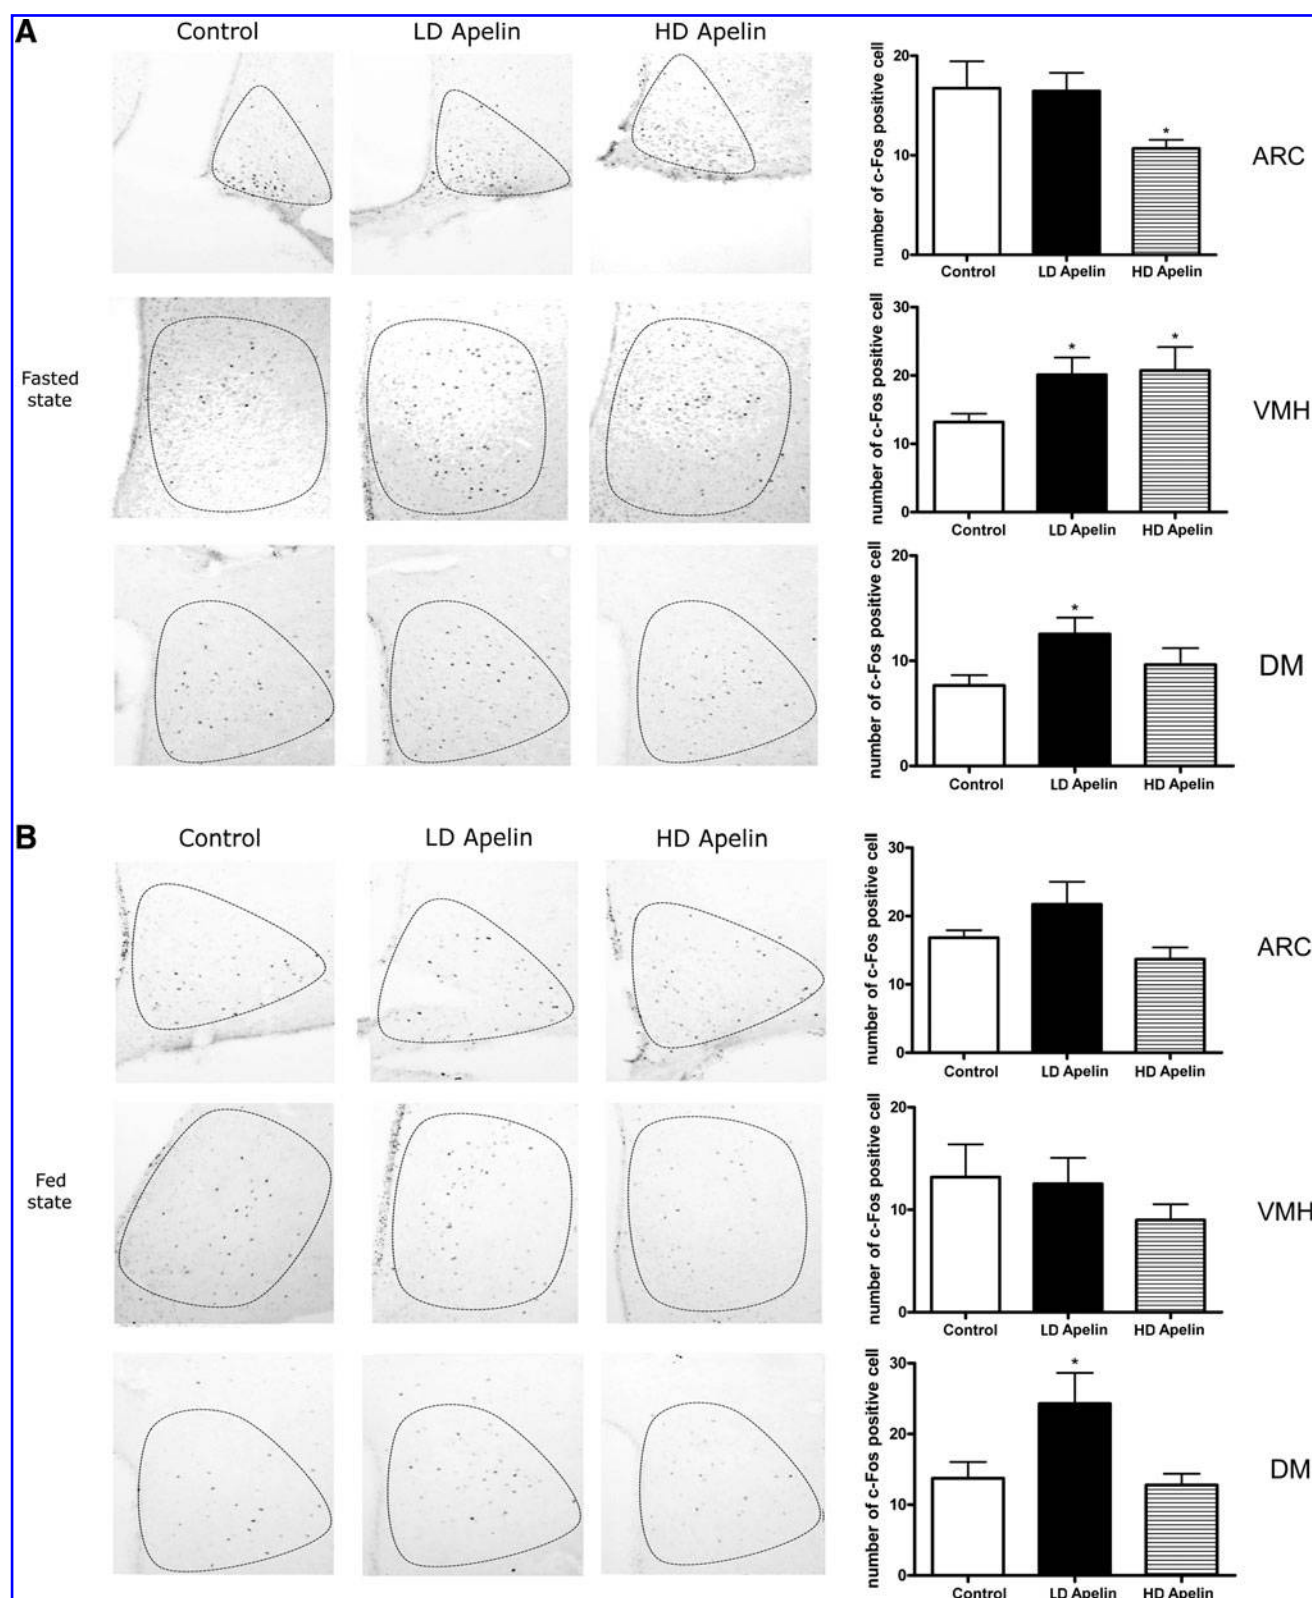 A
Control
LD Apelin
HD Apelin
Fasted
state
number of c-Fos positive cell
20
10
0
*
Control
LD Apelin
HD Apelin
ARC
number of c-Fos positive cell
30
20
10
0
*
*
Control
LD Apelin
HD Apelin
VMH
number of c-Fos positive cell
20
10
0
*
Control
LD Apelin
HD Apelin
DM
B
Control
LD Apelin
HD Apelin
Fed
state
number of c-Fos positive cell
30
20
10
0
Control
LD Apelin
HD Apelin
ARC
number of c-Fos positive cell
20
10
0
Control
LD Apelin
HD Apelin
VMH
number of c-Fos positive cell
30
20
10
0
*
Control
LD Apelin
HD Apelin
DM